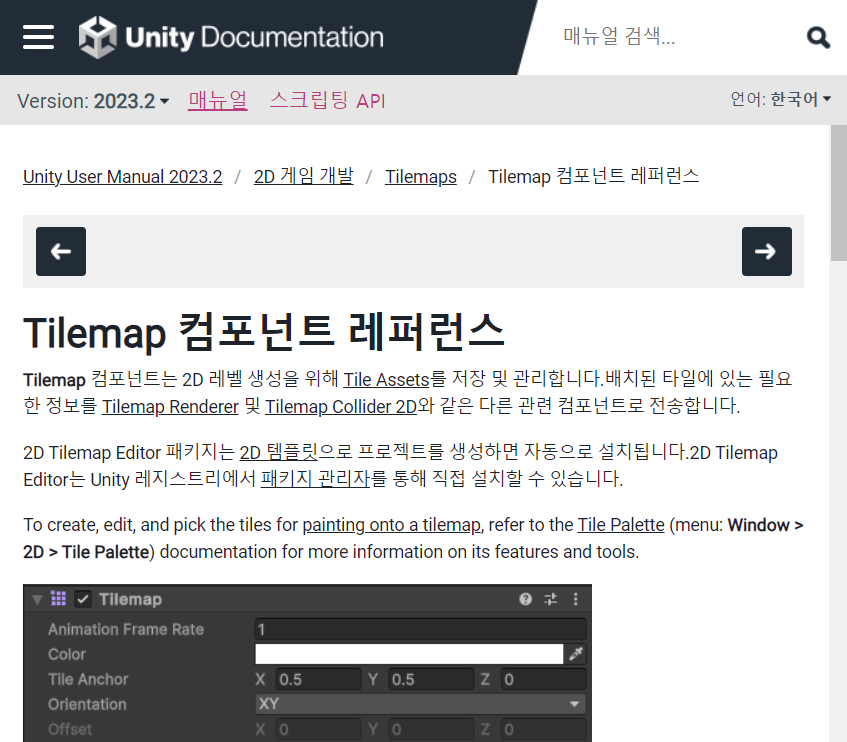 Unity Documentation
매뉴얼 검색...
Version: 2023.2 매뉴얼 스크립팅 API 언어: 한국어
Unity User Manual 2023.2 / 2D 게임 개발 / Tilemaps / Tilemap 컴포넌트 레퍼런스
Tilemap 컴포넌트 레퍼런스
Tilemap 컴포넌트는 2D 레벨 생성을 위해 Tile Assets를 저장 및 관리합니다.배치된 타일에 있는 필요
한 정보를 Tilemap Renderer 및 Tilemap Collider 2D와 같은 다른 관련 컴포넌트로 전송합니다.
2D Tilemap Editor 패키지는 2D 템플릿으로 프로젝트를 생성하면 자동으로 설치됩니다.2D Tilemap
Editor는 Unity 레지스트리에서 패키지 관리자를 통해 직접 설치할 수 있습니다.
To create, edit, and pick the tiles for painting onto a tilemap, refer to the Tile Palette (menu: Window >
2D > Tile Palette) documentation for more information on its features and tools.
Tilemap
Animation Frame Rate 1
Color
Tile Anchor X 0.5 Y 0.5 Z 0
Orientation XY
Offset X 0 Y 0 Z 0